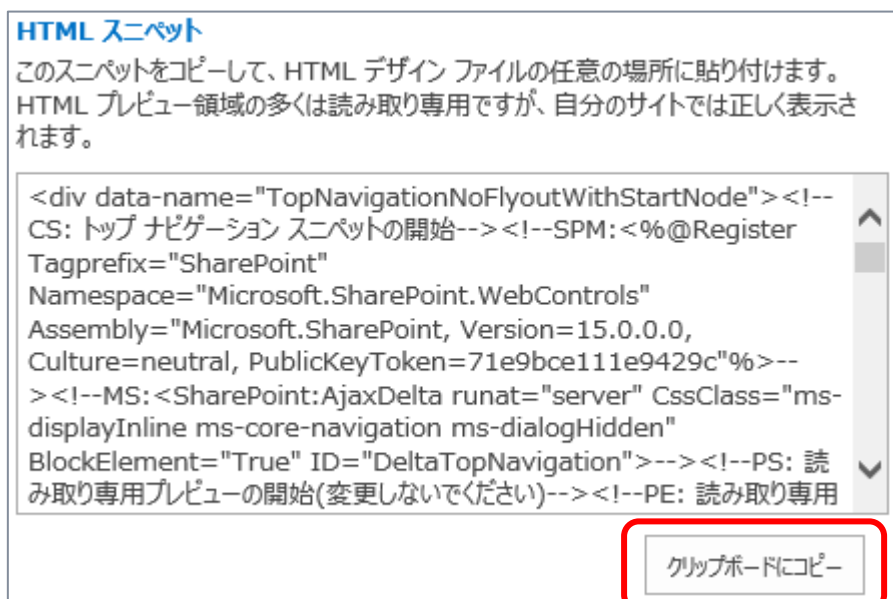 HTML スニペット
このスニペットをコピーして、HTML デザイン ファイルの任意の場所に貼り付けます。
HTML プレビュー領域の多くは読み取り専用ですが、自分のサイトでは正しく表示さ
れます。
<div data-name="TopNavigationNoFlyoutWithStartNode"><!--
CS: トップ ナビゲーション スニペットの開始--><!--SPM:<%@Register
Tagprefix="SharePoint"
Namespace="Microsoft.SharePoint.WebControls"
Assembly="Microsoft.SharePoint, Version=15.0.0.0,
Culture=neutral, PublicKeyToken=71e9bce111e9429c"%>--
><!--MS:<SharePoint:AjaxDelta runat="server" CssClass="ms-
displayInline ms-core-navigation ms-dialogHidden"
BlockElement="True" ID="DeltaTopNavigation">--><!--PS: 読
み取り専用プレビューの開始(変更しないでください)--><!--PE: 読み取り専用
クリップボードにコピー